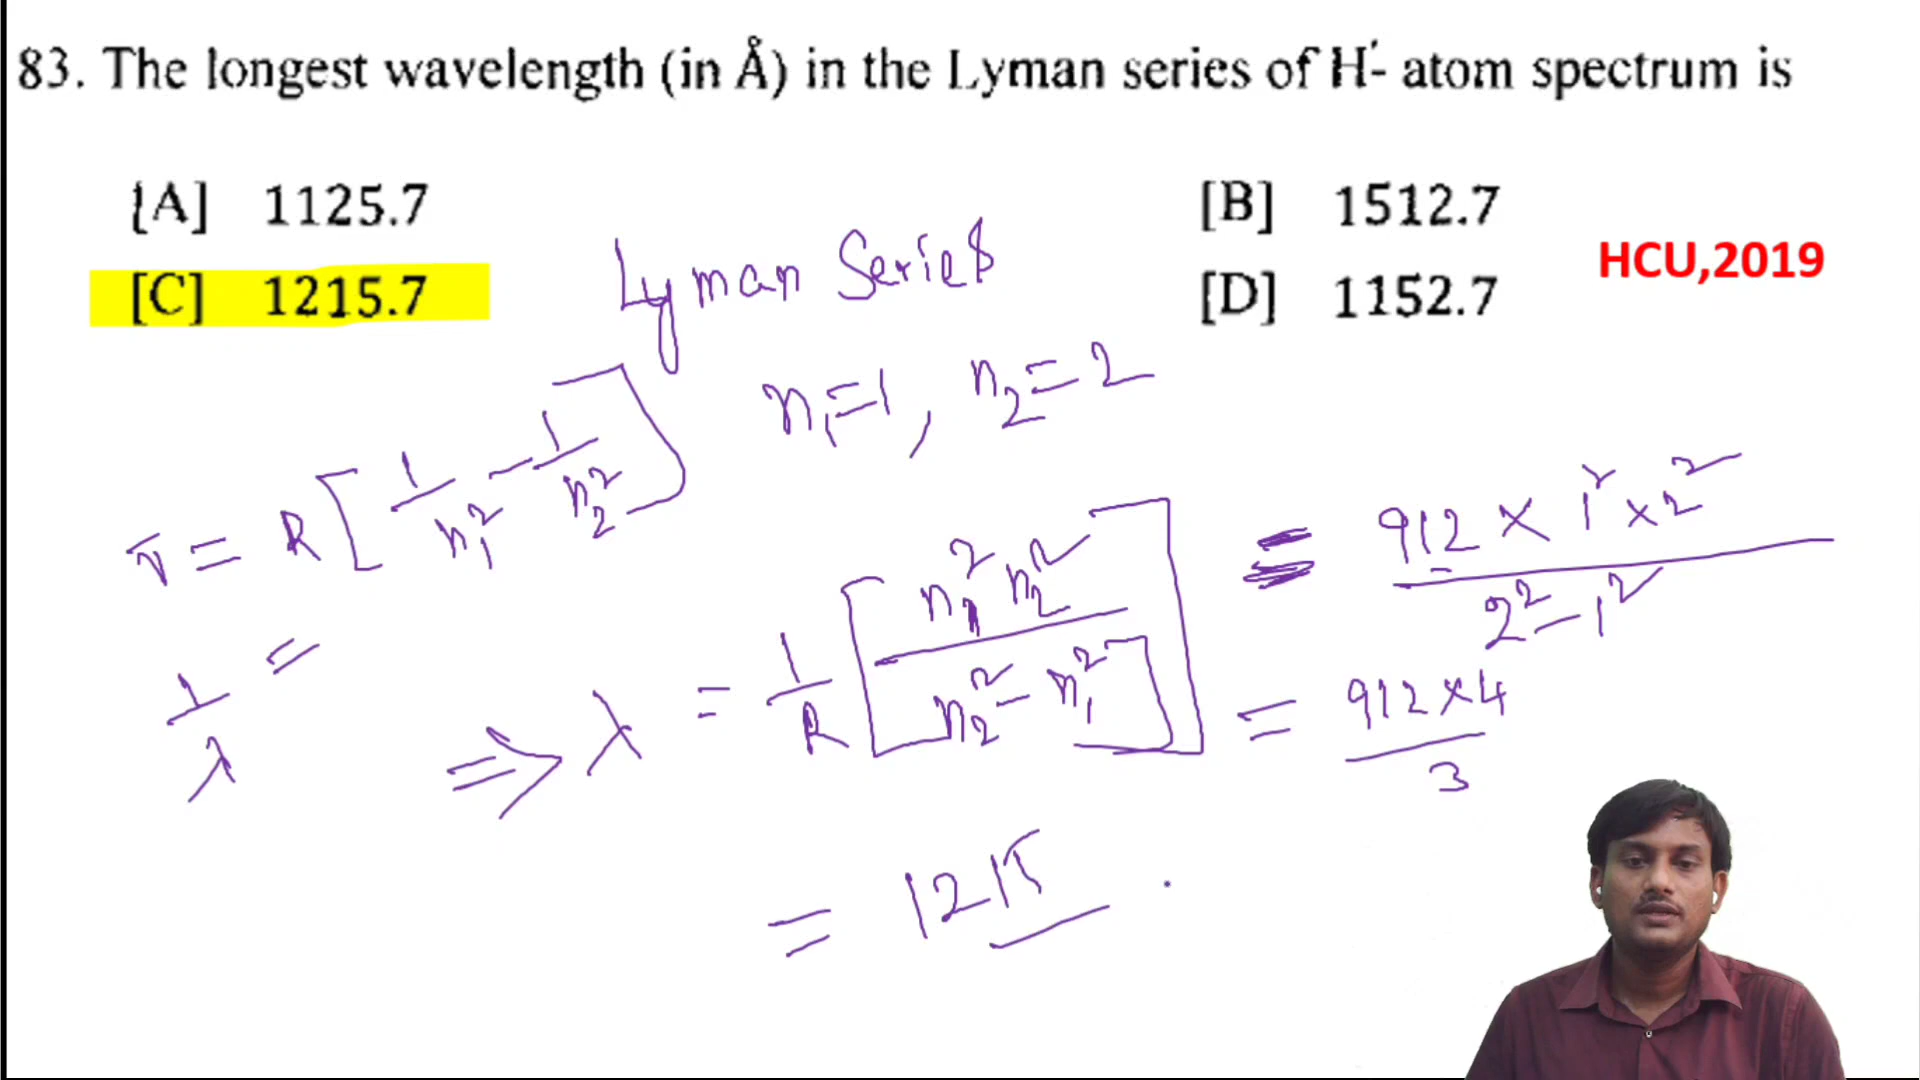 83. The longest wavelength (in Å) in the Lyman series of H- atom spectrum is
[A] 1125.7
[B] 1512.7
[C] 1215.7
[D] 1152.7
HCU,2019
Lyman Series
n₁=1, n₂=2
ν̅ = R[1/n₁² - 1/n₂²]
1/λ =
⇒ λ = 1/R [n₁² n₂² / n₂² - n₁²] = 912 × 1² × 2² / 2² - 1²
= 912 × 4 / 3
= 1215